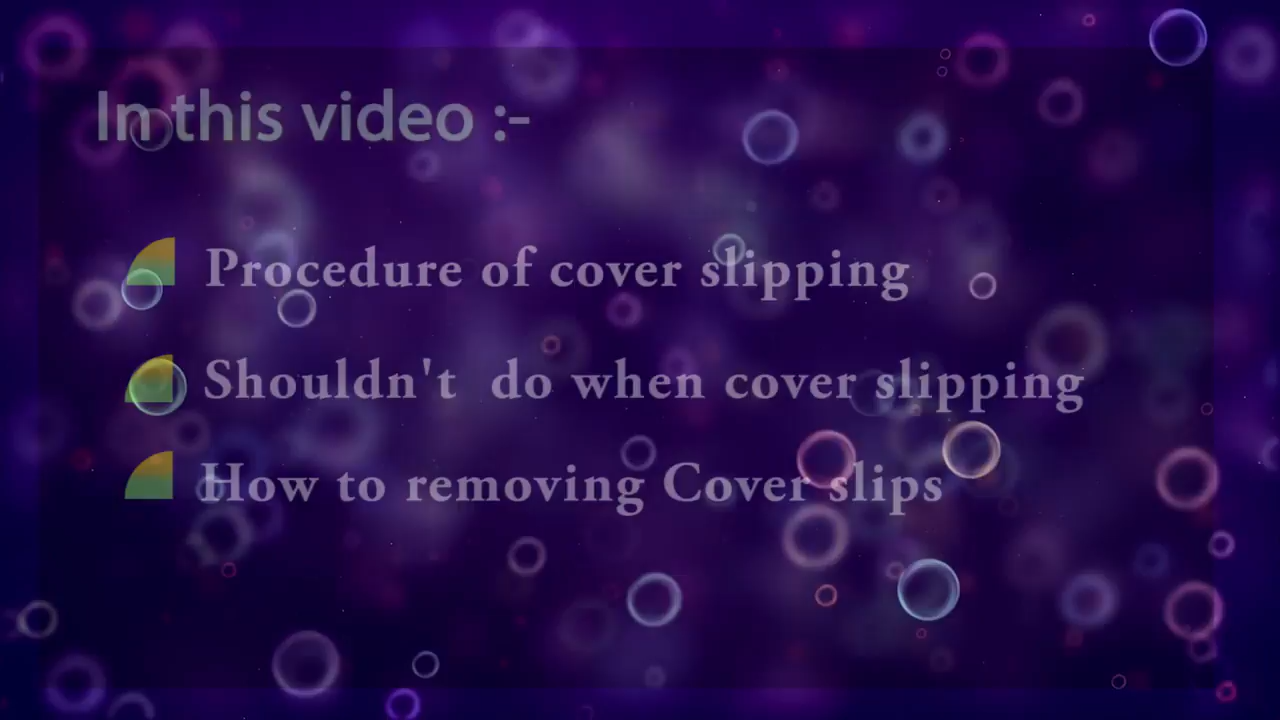 In this video :-
Procedure of cover slipping
Shouldn't do when cover slipping
How to removing Cover slips